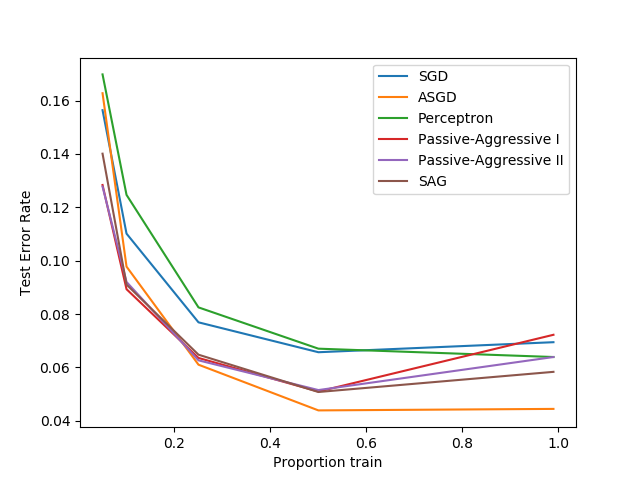 SGD
ASGD
Perceptron
Passive-Aggressive I
Passive-Aggressive II
SAG
0.16
0.14
0.12
0.10
0.08
0.06
0.04
Test Error Rate
0.2 0.4 0.6 0.8 1.0
Proportion train